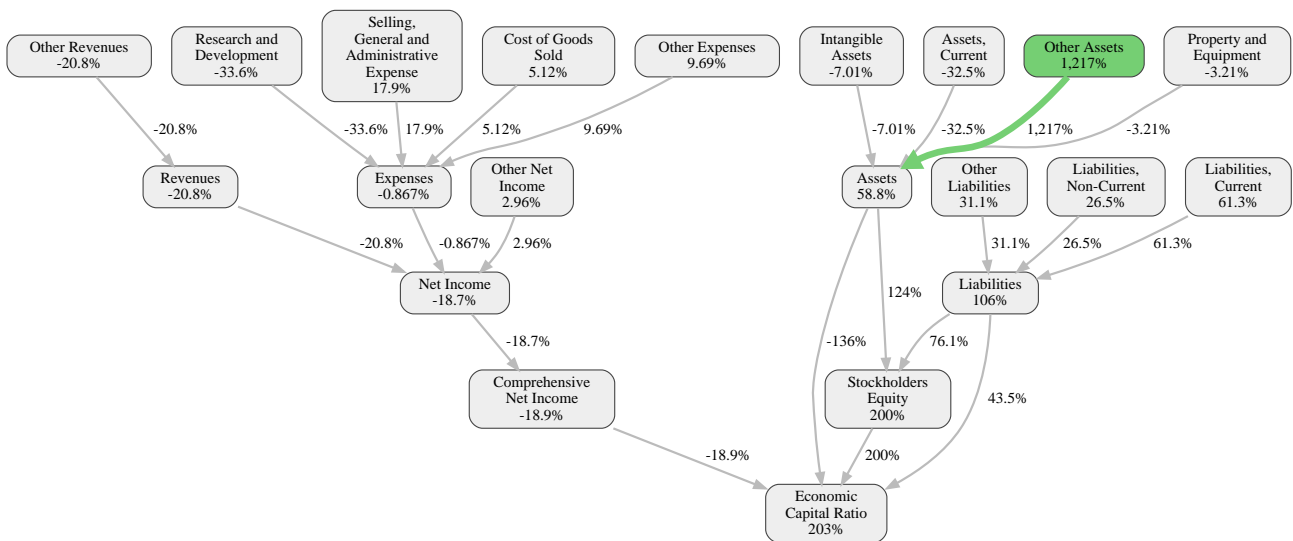 Other Revenues
-20.8%
Research and
Development
-33.6%
Selling,
General and
Administrative
Expense
17.9%
Cost of Goods
Sold
5.12%
Other Expenses
9.69%
Intangible
Assets
-7.01%
Assets,
Current
-32.5%
Other Assets
1,217%
Property and
Equipment
-3.21%
-20.8%
-33.6%
17.9%
5.12%
9.69%
-7.01%
-32.5%
1,217%
-3.21%
Revenues
-20.8%
Expenses
-0.867%
Other Net
Income
2.96%
Assets
58.8%
Other
Liabilities
31.1%
Liabilities,
Non-Current
26.5%
Liabilities,
Current
61.3%
-20.8%
-0.867%
2.96%
31.1%
26.5%
61.3%
Net Income
-18.7%
124%
Liabilities
106%
-18.7%
-136%
76.1%
Comprehensive
Net Income
-18.9%
Stockholders
Equity
200%
43.5%
-18.9%
200%
Economic
Capital Ratio
203%